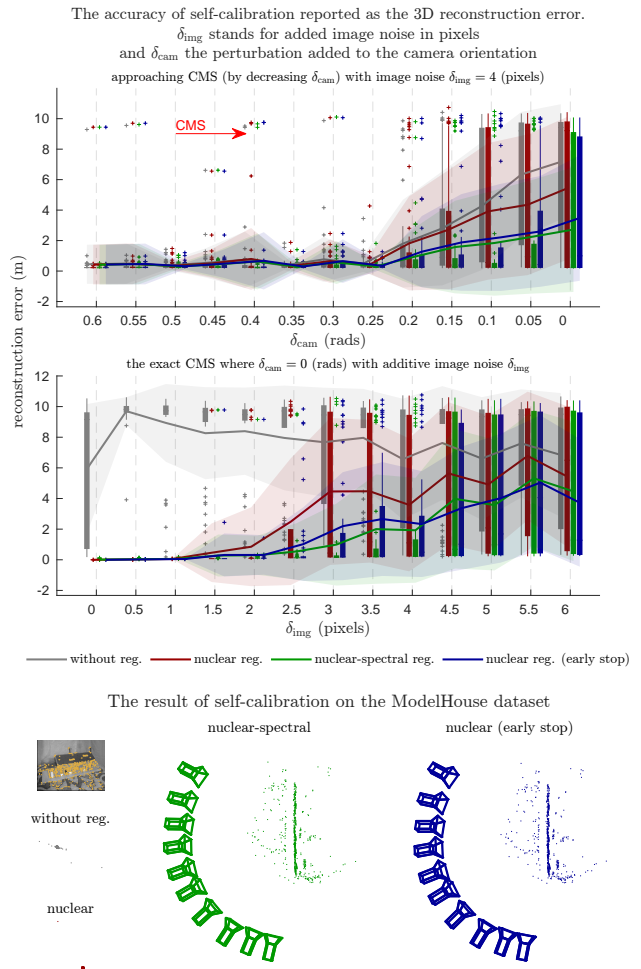 The accuracy of self-calibration reported as the 3D reconstruction error.
δimg stands for added image noise in pixels
and δcam the perturbation added to the camera orientation
approaching CMS (by decreasing δcam) with image noise δimg = 4 (pixels)
10
8
6
4
2
0
-2
CMS
0.6 0.55 0.5 0.45 0.4 0.35 0.3 0.25 0.2 0.15 0.1 0.05 0
δcam (rads)
reconstruction error (m)
the exact CMS where δcam = 0 (rads) with additive image noise δimg
12
10
8
6
4
2
0
-2
0 0.5 1 1.5 2 2.5 3 3.5 4 4.5 5 5.5 6
δimg (pixels)
without reg. nuclear reg. nuclear-spectral reg. nuclear reg. (early stop)
The result of self-calibration on the ModelHouse dataset
nuclear-spectral nuclear (early stop)
without reg.
nuclear